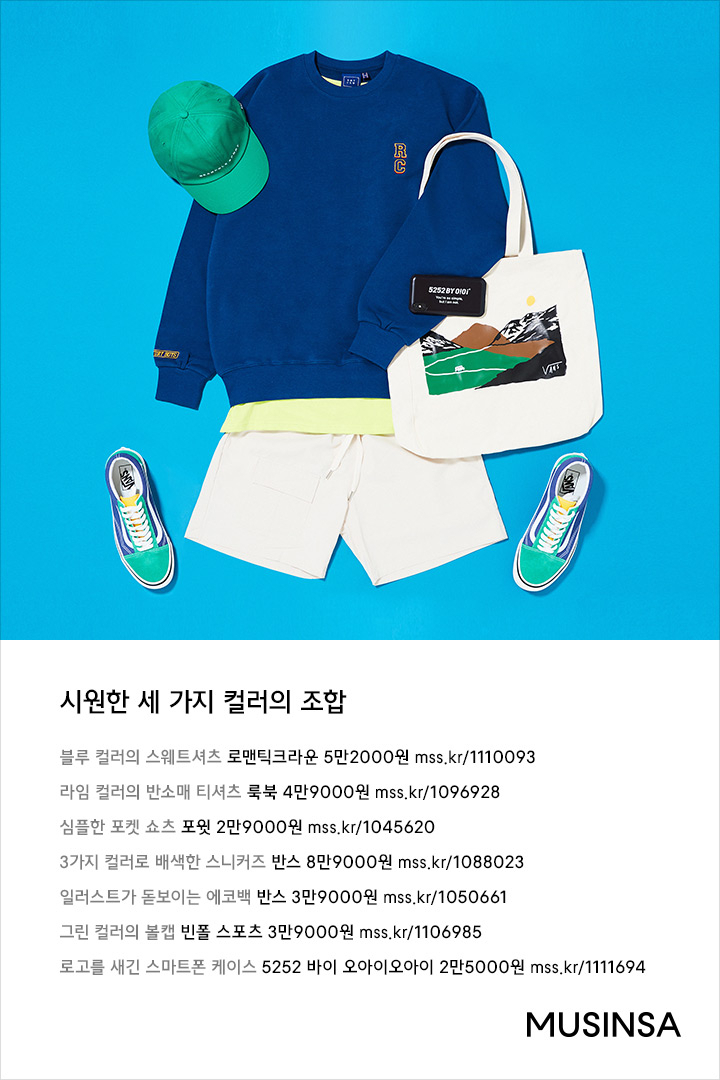 R
C
5252 BY OIOI
You're so simple,
but I am not.
VANS
시원한 세 가지 컬러의 조합
블루 컬러의 스웨트셔츠 로맨틱크라운 5만2000원 mss.kr/1110093
라임 컬러의 반소매 티셔츠 룩북 4만9000원 mss.kr/1096928
심플한 포켓 쇼츠 포윗 2만9000원 mss.kr/1045620
3가지 컬러로 배색한 스니커즈 반스 8만9000원 mss.kr/1088023
일러스트가 돋보이는 에코백 반스 3만9000원 mss.kr/1050661
그린 컬러의 볼캡 빈폴 스포츠 3만9000원 mss.kr/1106985
로고를 새긴 스마트폰 케이스 5252 바이 오아이오아이 2만5000원 mss.kr/1111694
MUSINSA